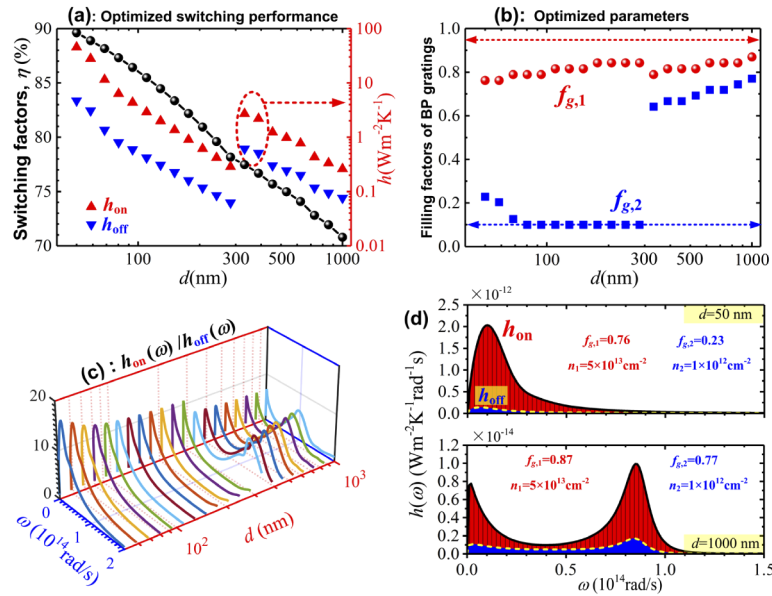 (a): Optimized switching performance
90
85
80
75
70
Switching factors, η (%)
100
10
1
0.1
0.01
h(Wm⁻²K⁻¹)
h_on
h_off
100
300
500
1000
d(nm)
(b): Optimized parameters
1.0
0.8
0.6
0.4
0.2
0.0
Filling factors of BP gratings
f_g,1
f_g,2
100
300
500
1000
d(nm)
(c) : h_on(ω) /h_off(ω)
20
15
10
0
0
1
2
ω (10¹⁴rad/s)
10²
10³
d (nm)
(d)
×10⁻¹²
2.5
2.0
1.5
1.0
0.5
0.0
d=50 nm
h_on
h_off
f_g,1=0.76
f_g,2=0.23
n₁=5×10¹³cm⁻²
n₂=1×10¹²cm⁻²
×10⁻¹⁴
1.0
0.8
0.6
0.4
0.2
0.0
h(ω) (Wm⁻²K⁻¹rad⁻¹s)
f_g,1=0.87
f_g,2=0.77
n₁=5×10¹³cm⁻²
n₂=1×10¹²cm⁻²
d=1000 nm
0.0
0.5
1.0
1.5
ω (10¹⁴rad/s)